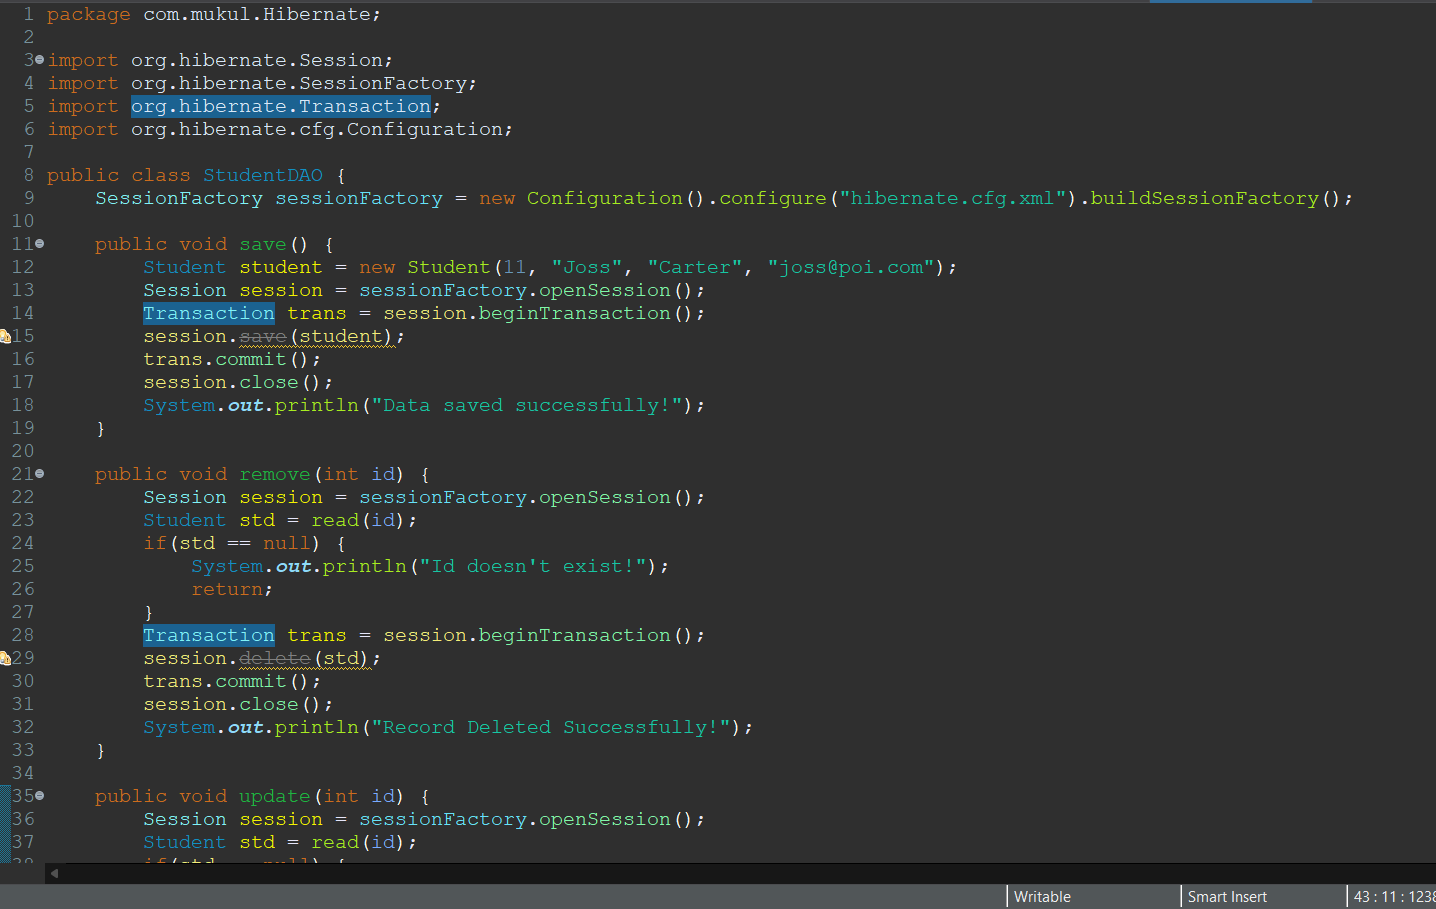 1 package com.mukul.Hibernate;
2
3 import org.hibernate.Session;
4 import org.hibernate.SessionFactory;
5 import org.hibernate.Transaction;
6 import org.hibernate.cfg.Configuration;
7
8 public class StudentDAO {
9 SessionFactory sessionFactory = new Configuration().configure("hibernate.cfg.xml").buildSessionFactory();
10
11 public void save() {
12 Student student = new Student(11, "Joss", "Carter", "joss@poi.com");
13 Session session = sessionFactory.openSession();
14 Transaction trans = session.beginTransaction();
15 session.save(student);
16 trans.commit();
17 session.close();
18 System.out.println("Data saved successfully!");
19 }
20
21 public void remove(int id) {
22 Session session = sessionFactory.openSession();
23 Student std = read(id);
24 if(std == null) {
25 System.out.println("Id doesn't exist!");
26 return;
27 }
28 Transaction trans = session.beginTransaction();
29 session.delete(std);
30 trans.commit();
31 session.close();
32 System.out.println("Record Deleted Successfully!");
33 }
34
35 public void update(int id) {
36 Session session = sessionFactory.openSession();
37 Student std = read(id);
38 if(std == null) {
Writable Smart Insert 43 : 11 : 1238